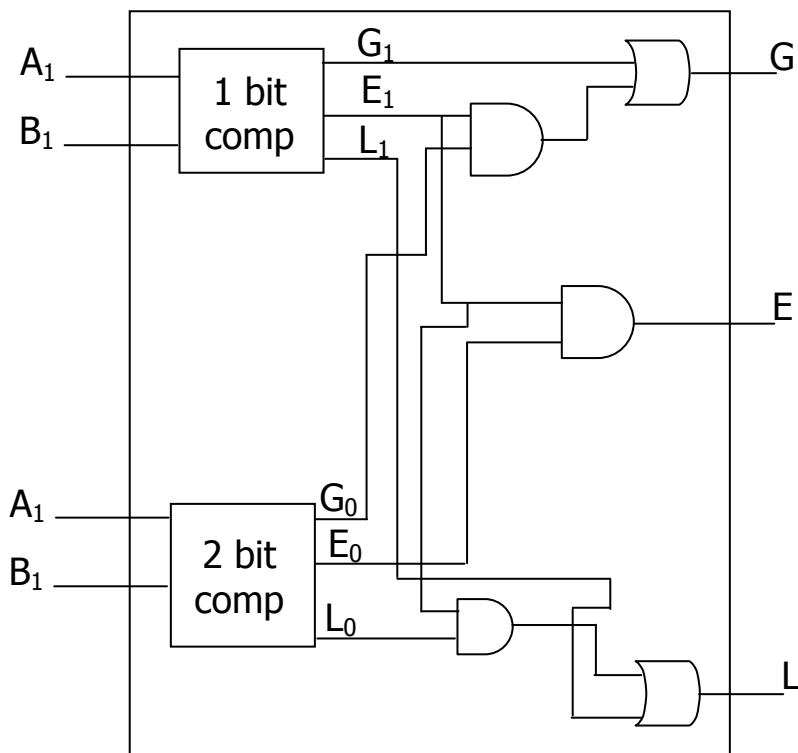 A₁
B₁
1 bit
comp
G₁
E₁
L₁
G
E
A₁
B₁
2 bit
comp
G₀
E₀
L₀
L